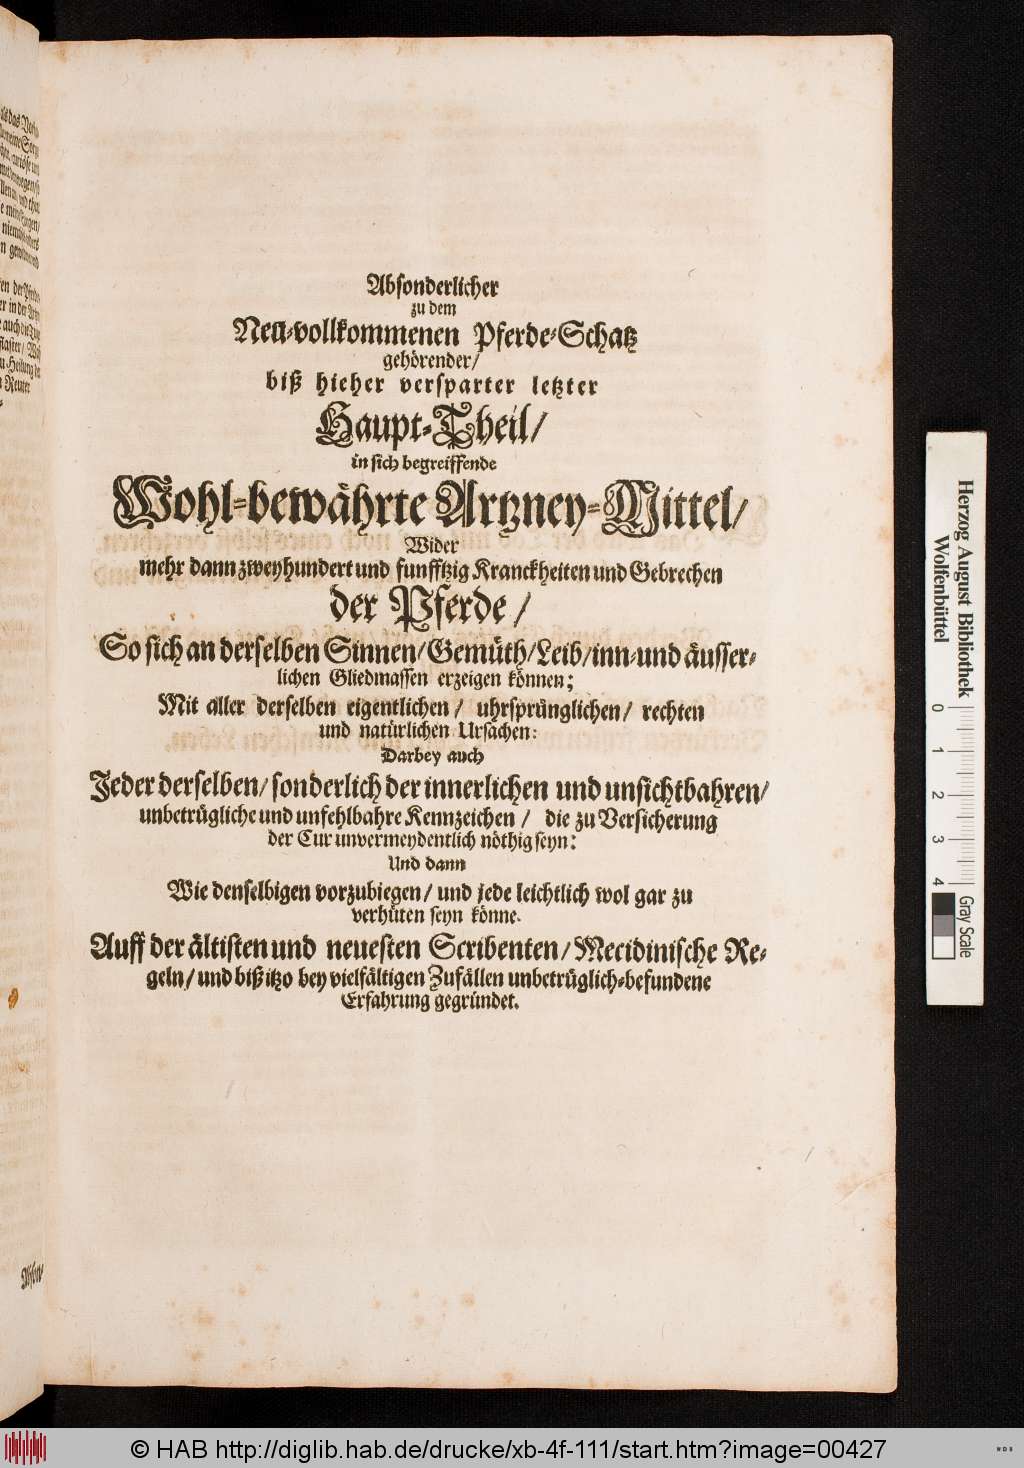 Absonderlicher
zu dem
Neu-vollkommenen Pferde-Schatz
gehörender/
biß hieher versparter letzter
Haupt-Theil/
in sich begreiffende
Wohl-bewährte Artzney-Mittel/
Wider
mehr dann zweyhundert und funfftzig Kranckheiten und Gebrechen
der Pferde/
So sich an derselben Sinnen/ Gemüth/ Leib/ inn- und äusser-
lichen Gliedmassen erzeigen können;
Mit aller derselben eigentlichen/ uhrsprünglichen/ rechten
und natürlichen Ursachen:
Darbey auch
Jeder derselben/ sonderlich der innerlichen und unsichtbahren/
unbetrügliche und unfehlbahre Kennzeichen/ die zu Versicherung
der Cur unvermeydentlich nöthig seyn:
Und dann
Wie denselbigen vorzubiegen/ und jede leichtlich wol gar zu
verhüten seyn könne.
Auff der ältisten und neuesten Scribenten/ Mecidinische Re-
geln/ und biß itzo bey vielfältigen Zufällen unbetrüglich-befundene
Erfahrung gegründet.
Herzog August Bibliothek
Wolfenbüttel
0 1 2 3 4
Gray Scale
© HAB http://diglib.hab.de/drucke/xb-4f-111/start.htm?image=00427